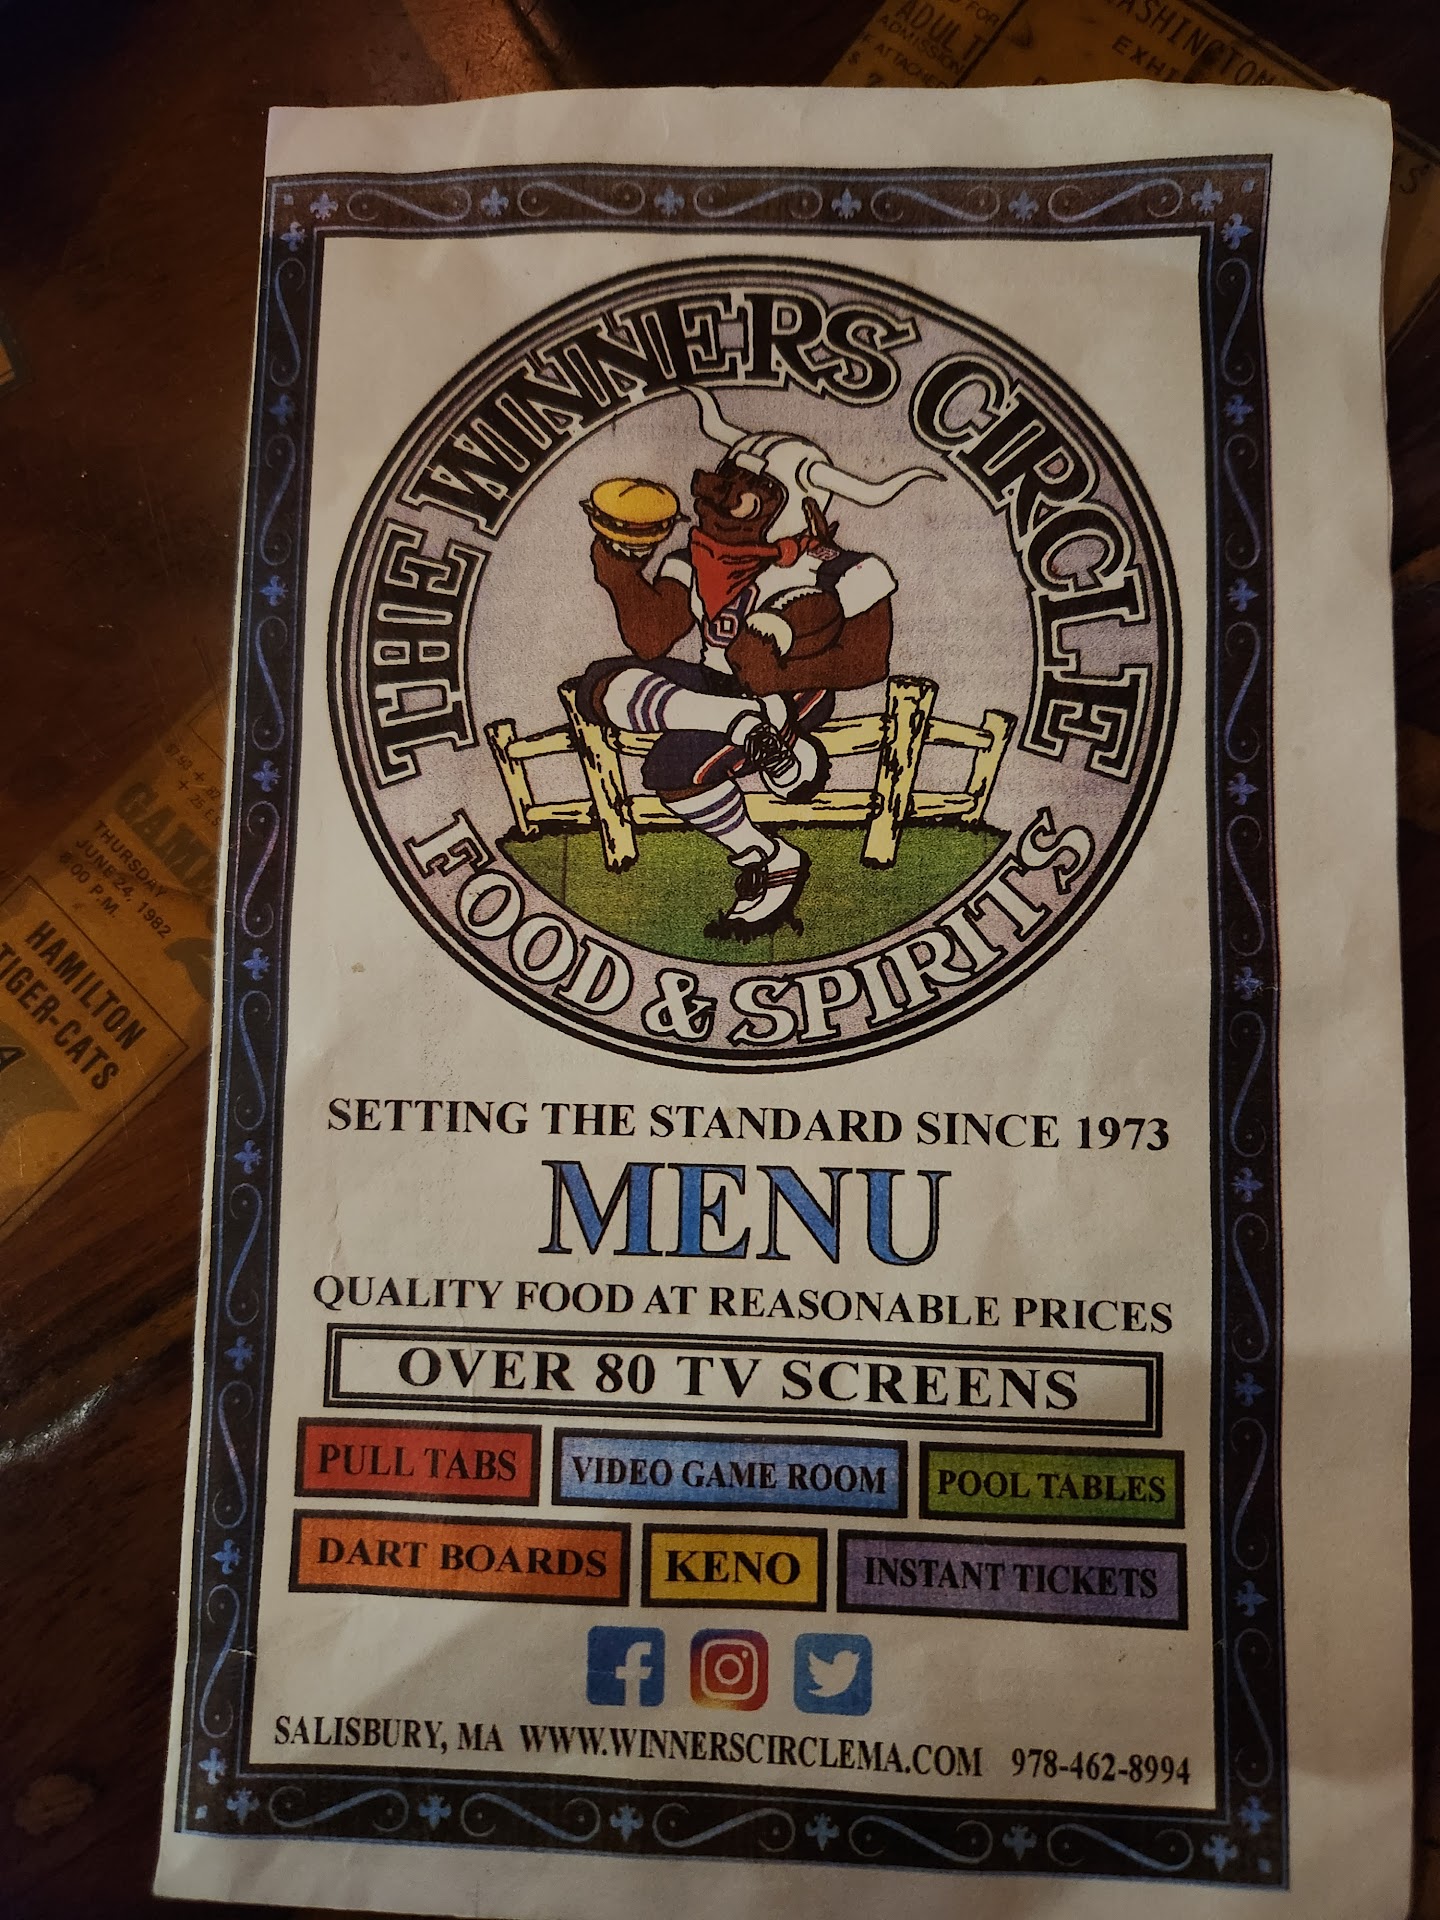 ADULT
ADMISSION
WASHINGTON
THE WINNERS CIRCLE
FOOD & SPIRITS
THURSDAY
JUNE 24, 1982
8:00 P.M.
HAMILTON
TIGER-CATS
SETTING THE STANDARD SINCE 1973
MENU
QUALITY FOOD AT REASONABLE PRICES
OVER 80 TV SCREENS
PULL TABS VIDEO GAME ROOM POOL TABLES
DART BOARDS KENO INSTANT TICKETS
SALISBURY, MA WWW.WINNERSCIRCLEMA.COM 978-462-8994